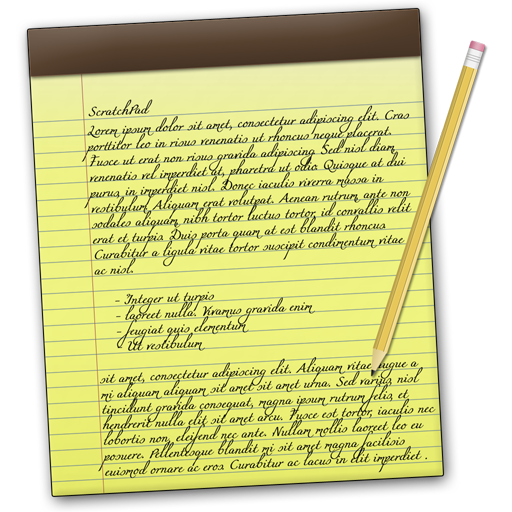 ScratchPad
Lorem ipsum dolor sit amet, consectetur adipiscing elit. Cras
porttitor leo in risus venenatis ut rhoncus neque placerat.
Fusce ut erat non risus gravida adipiscing. Sed nisl diam,
venenatis vel imperdiet at, pharetra ut odio. Quisque at dui
purus, in imperdiet nisl. Donec iaculis viverra massa in
vestibulum. Aliquam erat volutpat. Aenean rutrum ante non
sodales aliquam, nibh tortor luctus tortor, id convallis velit
erat et turpis. Duis porta quam at est blandit rhoncus.
Curabitur a ligula vitae tortor suscipit condimentum vitae
ac nisl.
- Integer ut turpis
- laoreet nulla. Vivamus gravida enim
- feugiat quis elementum
- Ut vestibulum
sit amet, consectetur adipiscing elit. Aliquam vitae augue a
mi aliquam aliquam sit amet sit amet urna. Sed varius nisl
tincidunt gravida consequat, magna ipsum rutrum felis, et
hendrerit nulla elit sit amet arcu. Fusce est tortor, iaculis nec
lobortis non, eleifend nec ante. Nullam mollis laoreet leo eu
posuere. Pellentesque blandit mi sit amet magna facilisis
euismod ornare ac eros. Curabitur ac lacus in elit imperdiet .